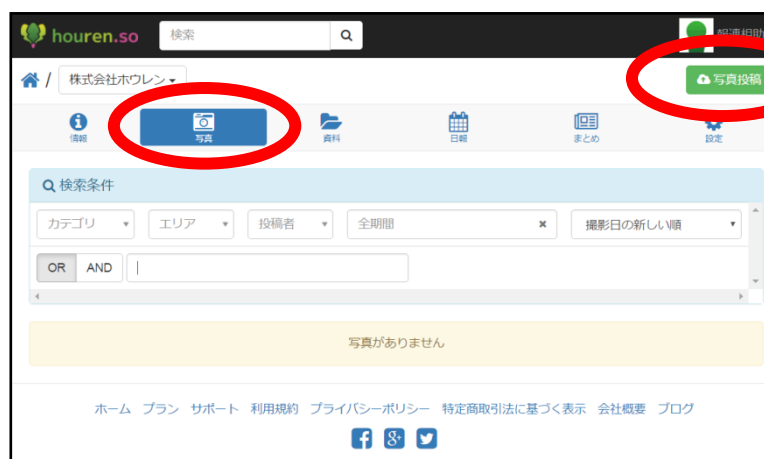 houren.so 検索 報連相助
/ 株式会社ホウレン 写真投稿
情報 写真 資料 日報 まとめ 設定
検索条件
カテゴリ エリア 投稿者 全期間 撮影日の新しい順
OR AND
写真がありません
ホーム プラン サポート 利用規約 プライバシーポリシー 特定商取引法に基づく表示 会社概要 ブログ